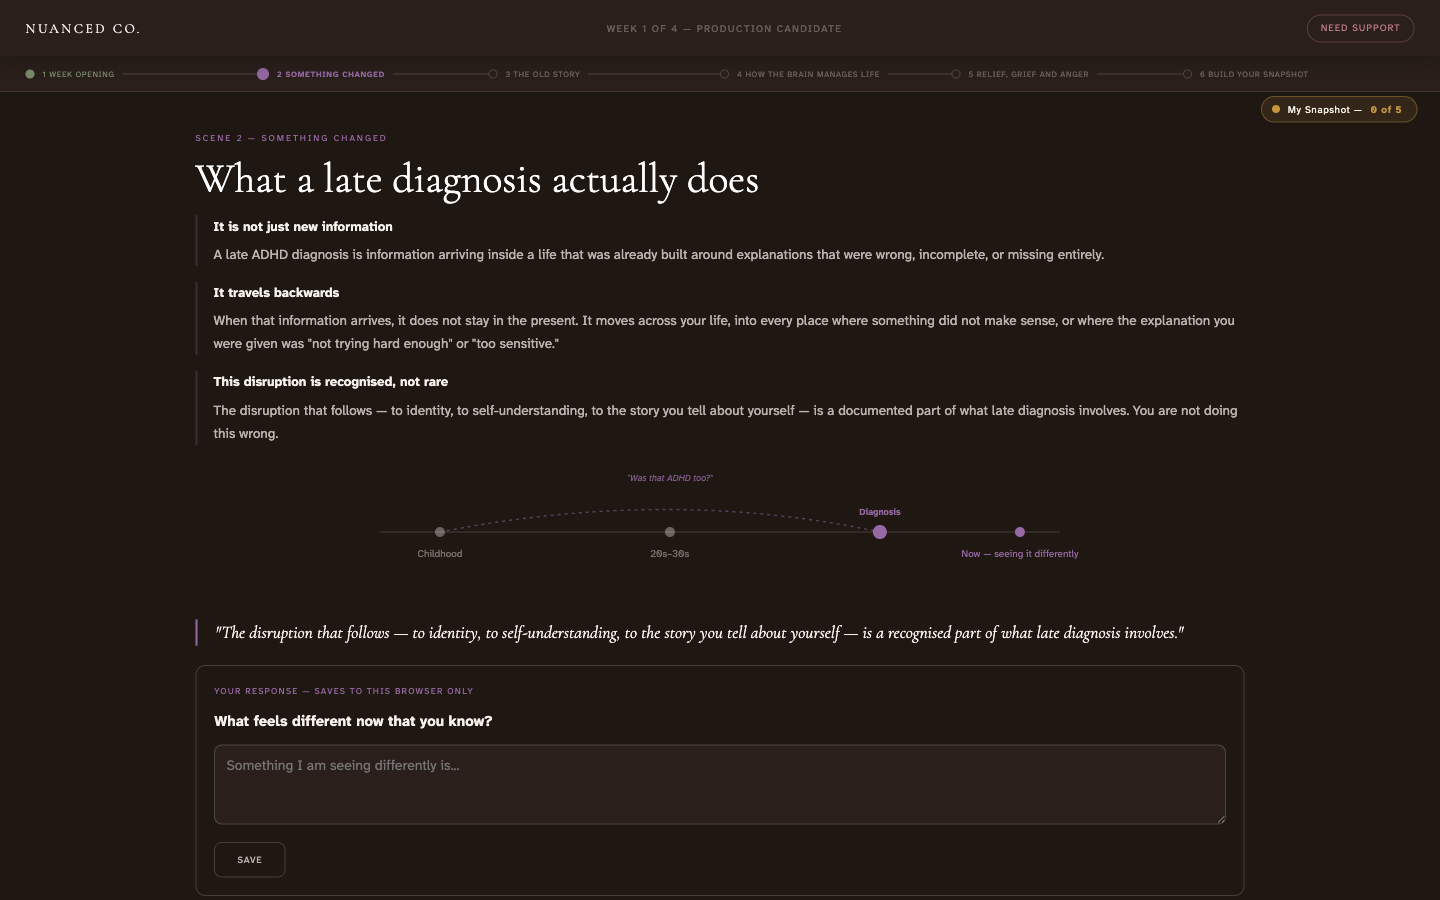 NUANCED CO.
WEEK 1 OF 4 — PRODUCTION CANDIDATE
NEED SUPPORT
1 WEEK OPENING
2 SOMETHING CHANGED
3 THE OLD STORY
4 HOW THE BRAIN MANAGES LIFE
5 RELIEF, GRIEF AND ANGER
6 BUILD YOUR SNAPSHOT
My Snapshot — 0 of 5
SCENE 2 — SOMETHING CHANGED
What a late diagnosis actually does
It is not just new information
A late ADHD diagnosis is information arriving inside a life that was already built around explanations that were wrong, incomplete, or missing entirely.
It travels backwards
When that information arrives, it does not stay in the present. It moves across your life, into every place where something did not make sense, or where the explanation you
were given was "not trying hard enough" or "too sensitive."
This disruption is recognised, not rare
The disruption that follows — to identity, to self-understanding, to the story you tell about yourself — is a documented part of what late diagnosis involves. You are not doing
this wrong.
"Was that ADHD too?"
Diagnosis
Childhood
20s–30s
Now — seeing it differently
"The disruption that follows — to identity, to self-understanding, to the story you tell about yourself — is a recognised part of what late diagnosis involves."
YOUR RESPONSE — SAVES TO THIS BROWSER ONLY
What feels different now that you know?
Something I am seeing differently is...
SAVE